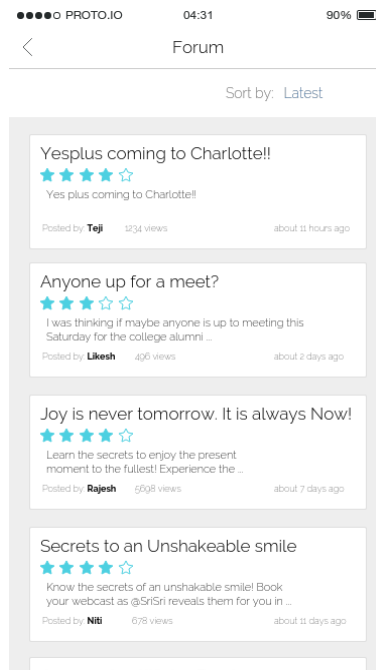 PROTO.IO 04:31 90%
Forum
Sort by: Latest
Yesplus coming to Charlotte!!
Yes plus coming to Charlotte!!
Posted by Teji 1234 views about 11 hours ago
Anyone up for a meet?
I was thinking if maybe anyone is up to meeting this
Saturday for the college alumni ...
Posted by Likesh 496 views about 2 days ago
Joy is never tomorrow. It is always Now!
Learn the secrets to enjoy the present
moment to the fullest! Experience the ...
Posted by Rajesh 5698 views about 7 days ago
Secrets to an Unshakeable smile
Know the secrets of an unshakable smile! Book
your webcast as @SriSri reveals them for you in ...
Posted by Niti 678 views about 11 days ago